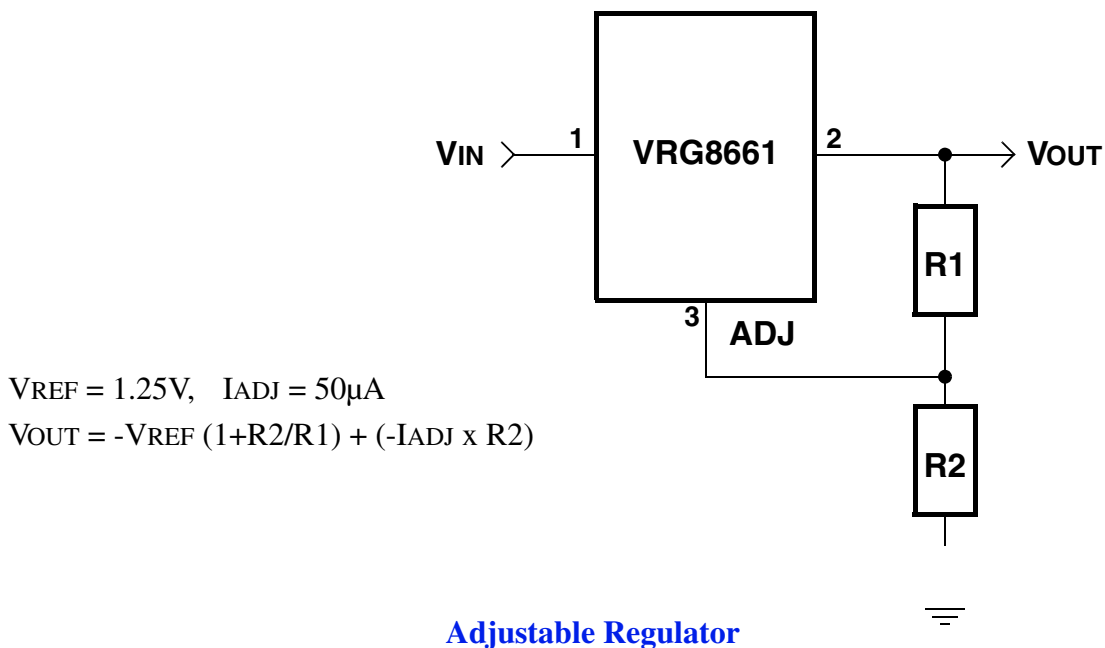 1
VIN
VRG8661
2
VOUT
R1
3
ADJ
VREF = 1.25V, IADJ = 50µA
VOUT = -VREF (1+R2/R1) + (-IADJ x R2)
R2
Adjustable Regulator